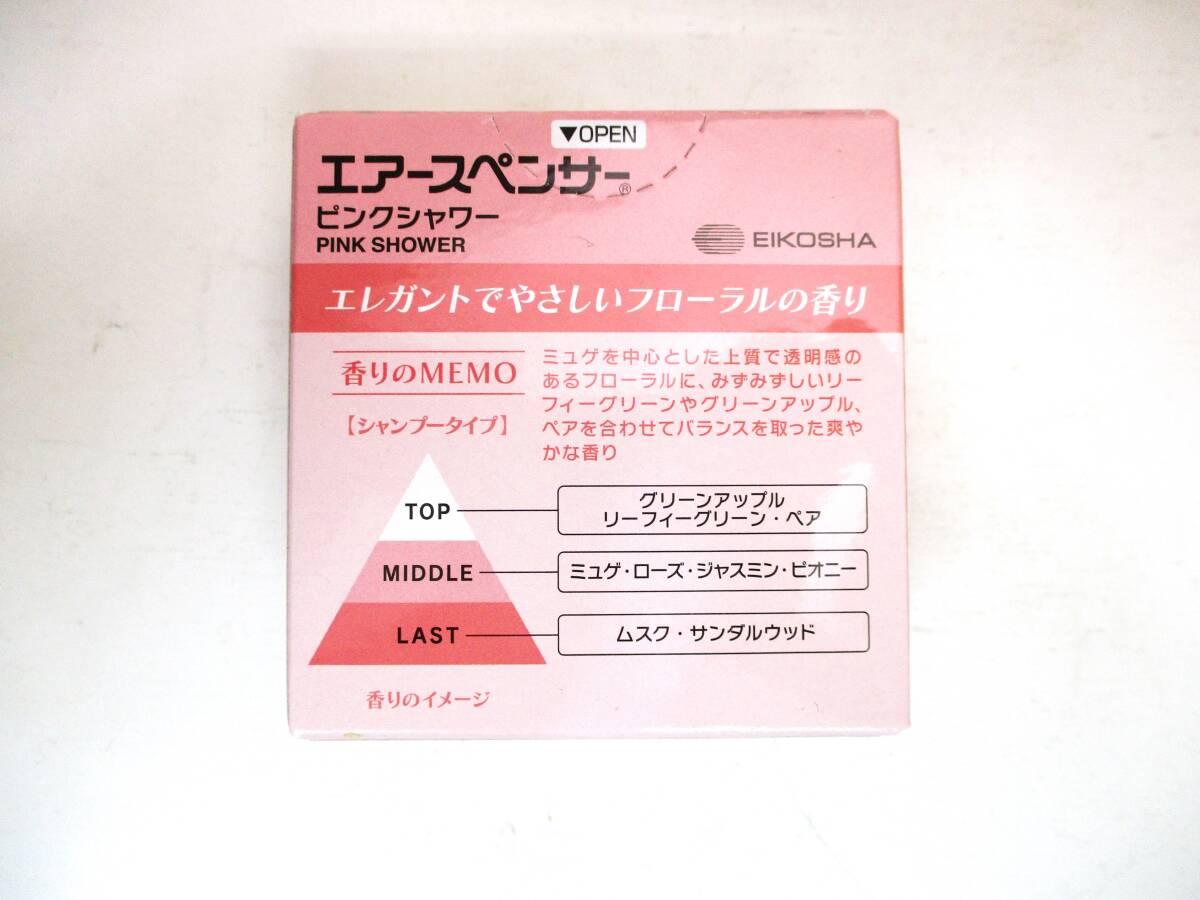 ▼OPEN
エアースペンサー®
ピンクシャワー
PINK SHOWER
EIKOSHA
エレガントでやさしいフローラルの香り
香りのMEMO
【シャンプータイプ】
ミュゲを中心とした上質で透明感の
あるフローラルに、みずみずしいリー
フィーグリーンやグリーンアップル、
ペアを合わせてバランスを取った爽や
かな香り
TOP
グリーンアップル
リーフィーグリーン・ペア
MIDDLE
ミュゲ・ローズ・ジャスミン・ピオニー
LAST
ムスク・サンダルウッド
香りのイメージ